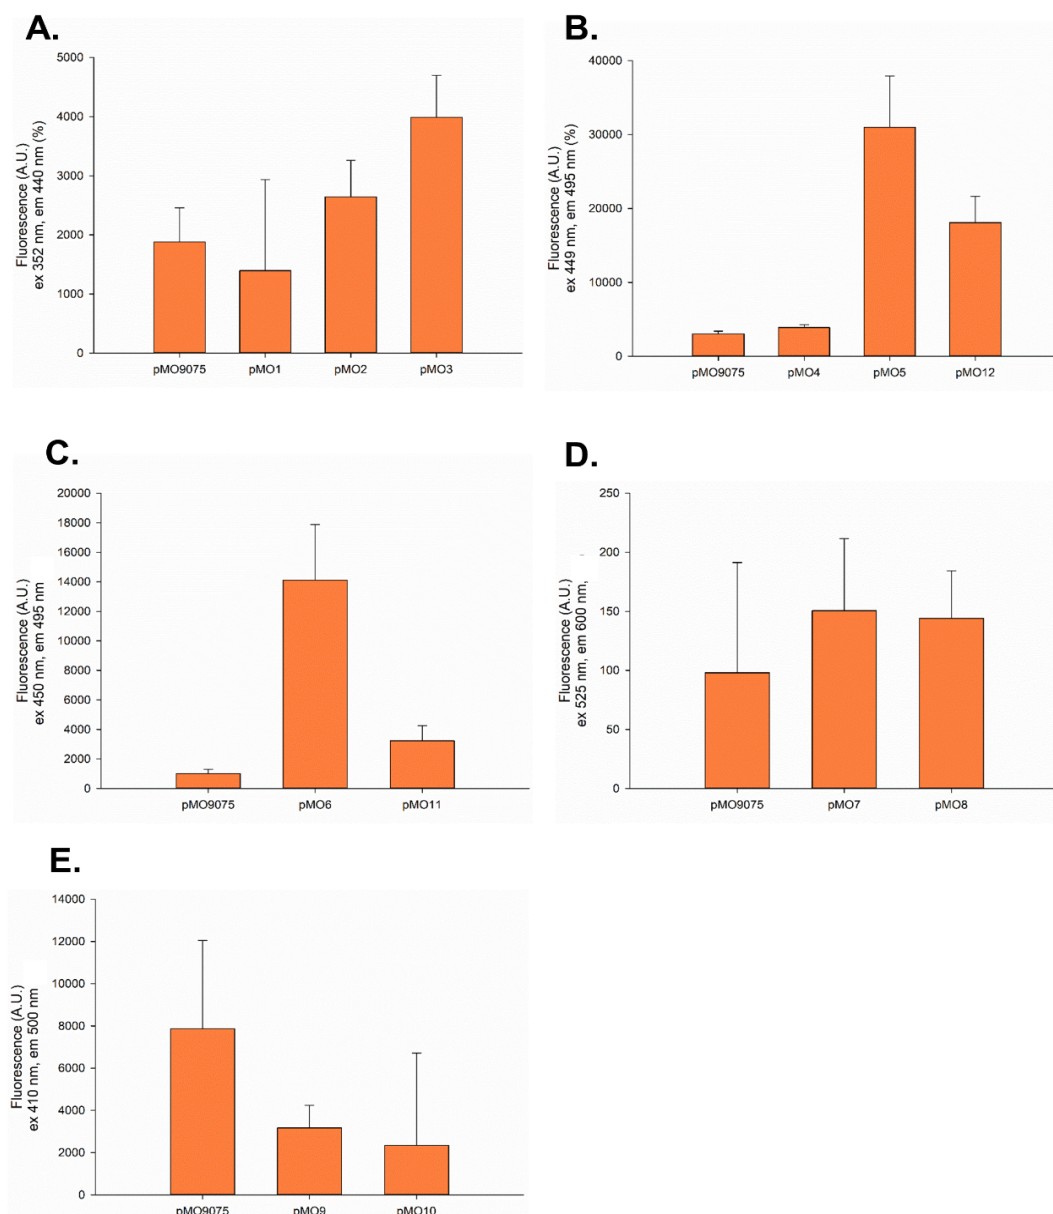 A.
Fluorescence (A.U.)
ex 352 nm, em 440 nm (%)
5000
4000
3000
2000
1000
0
pMO9075 pMO1 pMO2 pMO3
B.
Fluorescence (A.U.)
ex 449 nm, em 495 nm (%)
40000
30000
20000
10000
0
pMO9075 pMO4 pMO5 pMO12
C.
Fluorescence (A.U.)
ex 450 nm, em 495 nm
20000
18000
16000
14000
12000
10000
8000
6000
4000
2000
0
pMO9075 pMO6 pMO11
D.
Fluorescence (A.U.)
ex 525 nm, em 600 nm,
250
200
150
100
50
0
pMO9075 pMO7 pMO8
E.
Fluorescence (A.U.)
ex 410 nm, em 500 nm
14000
12000
10000
8000
6000
4000
2000
0
pMO9075 pMO9 pMO10